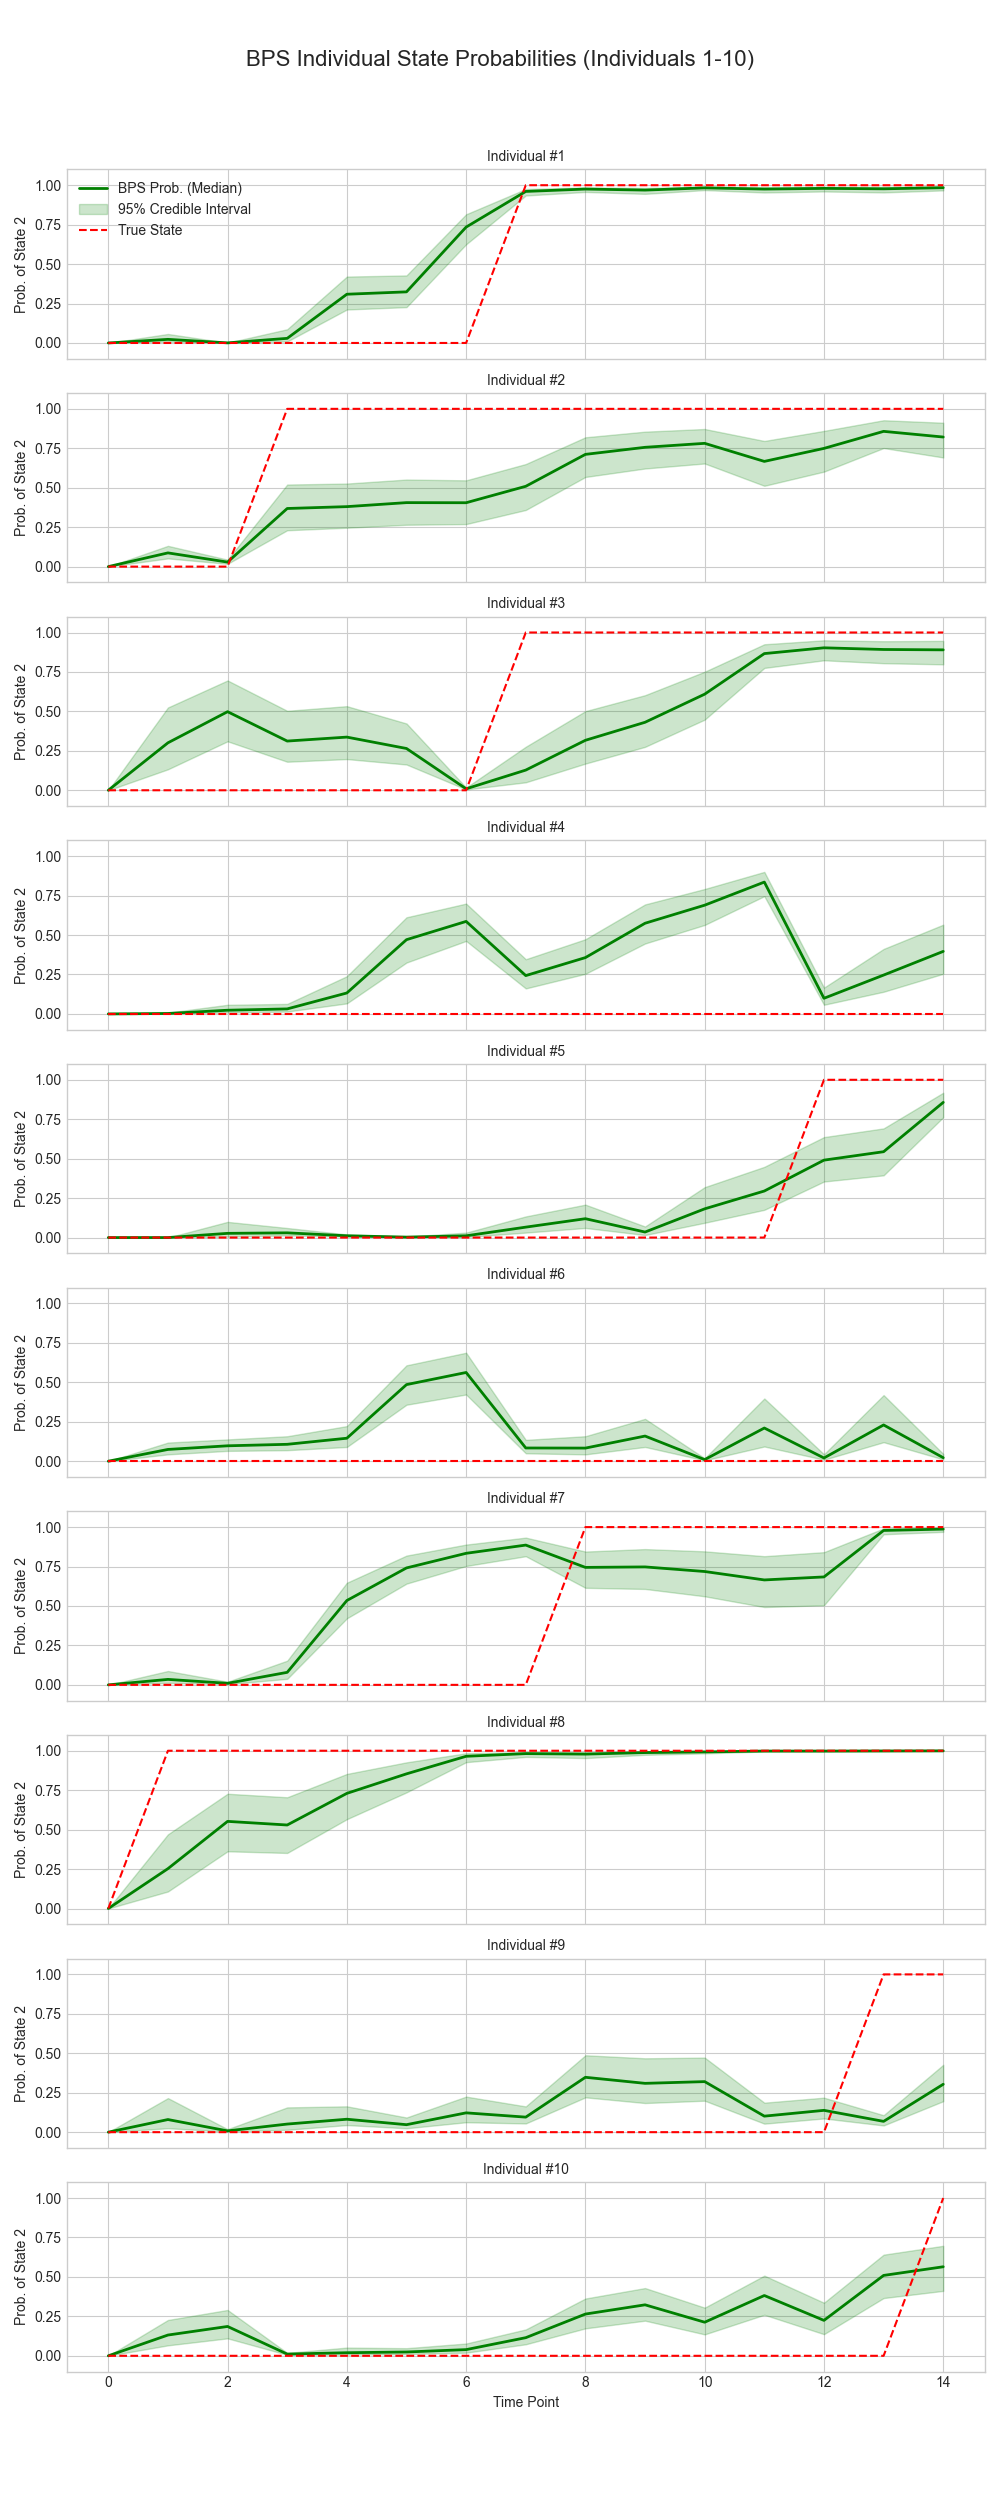 BPS Individual State Probabilities (Individuals 1-10)
Individual #1
1.00
0.75
0.50
0.25
0.00
Prob. of State 2
BPS Prob. (Median)
95% Credible Interval
True State
Individual #2
1.00
0.75
0.50
0.25
0.00
Prob. of State 2
Individual #3
1.00
0.75
0.50
0.25
0.00
Prob. of State 2
Individual #4
1.00
0.75
0.50
0.25
0.00
Prob. of State 2
Individual #5
1.00
0.75
0.50
0.25
0.00
Prob. of State 2
Individual #6
1.00
0.75
0.50
0.25
0.00
Prob. of State 2
Individual #7
1.00
0.75
0.50
0.25
0.00
Prob. of State 2
Individual #8
1.00
0.75
0.50
0.25
0.00
Prob. of State 2
Individual #9
1.00
0.75
0.50
0.25
0.00
Prob. of State 2
Individual #10
1.00
0.75
0.50
0.25
0.00
Prob. of State 2
0 2 4 6 8 10 12 14
Time Point